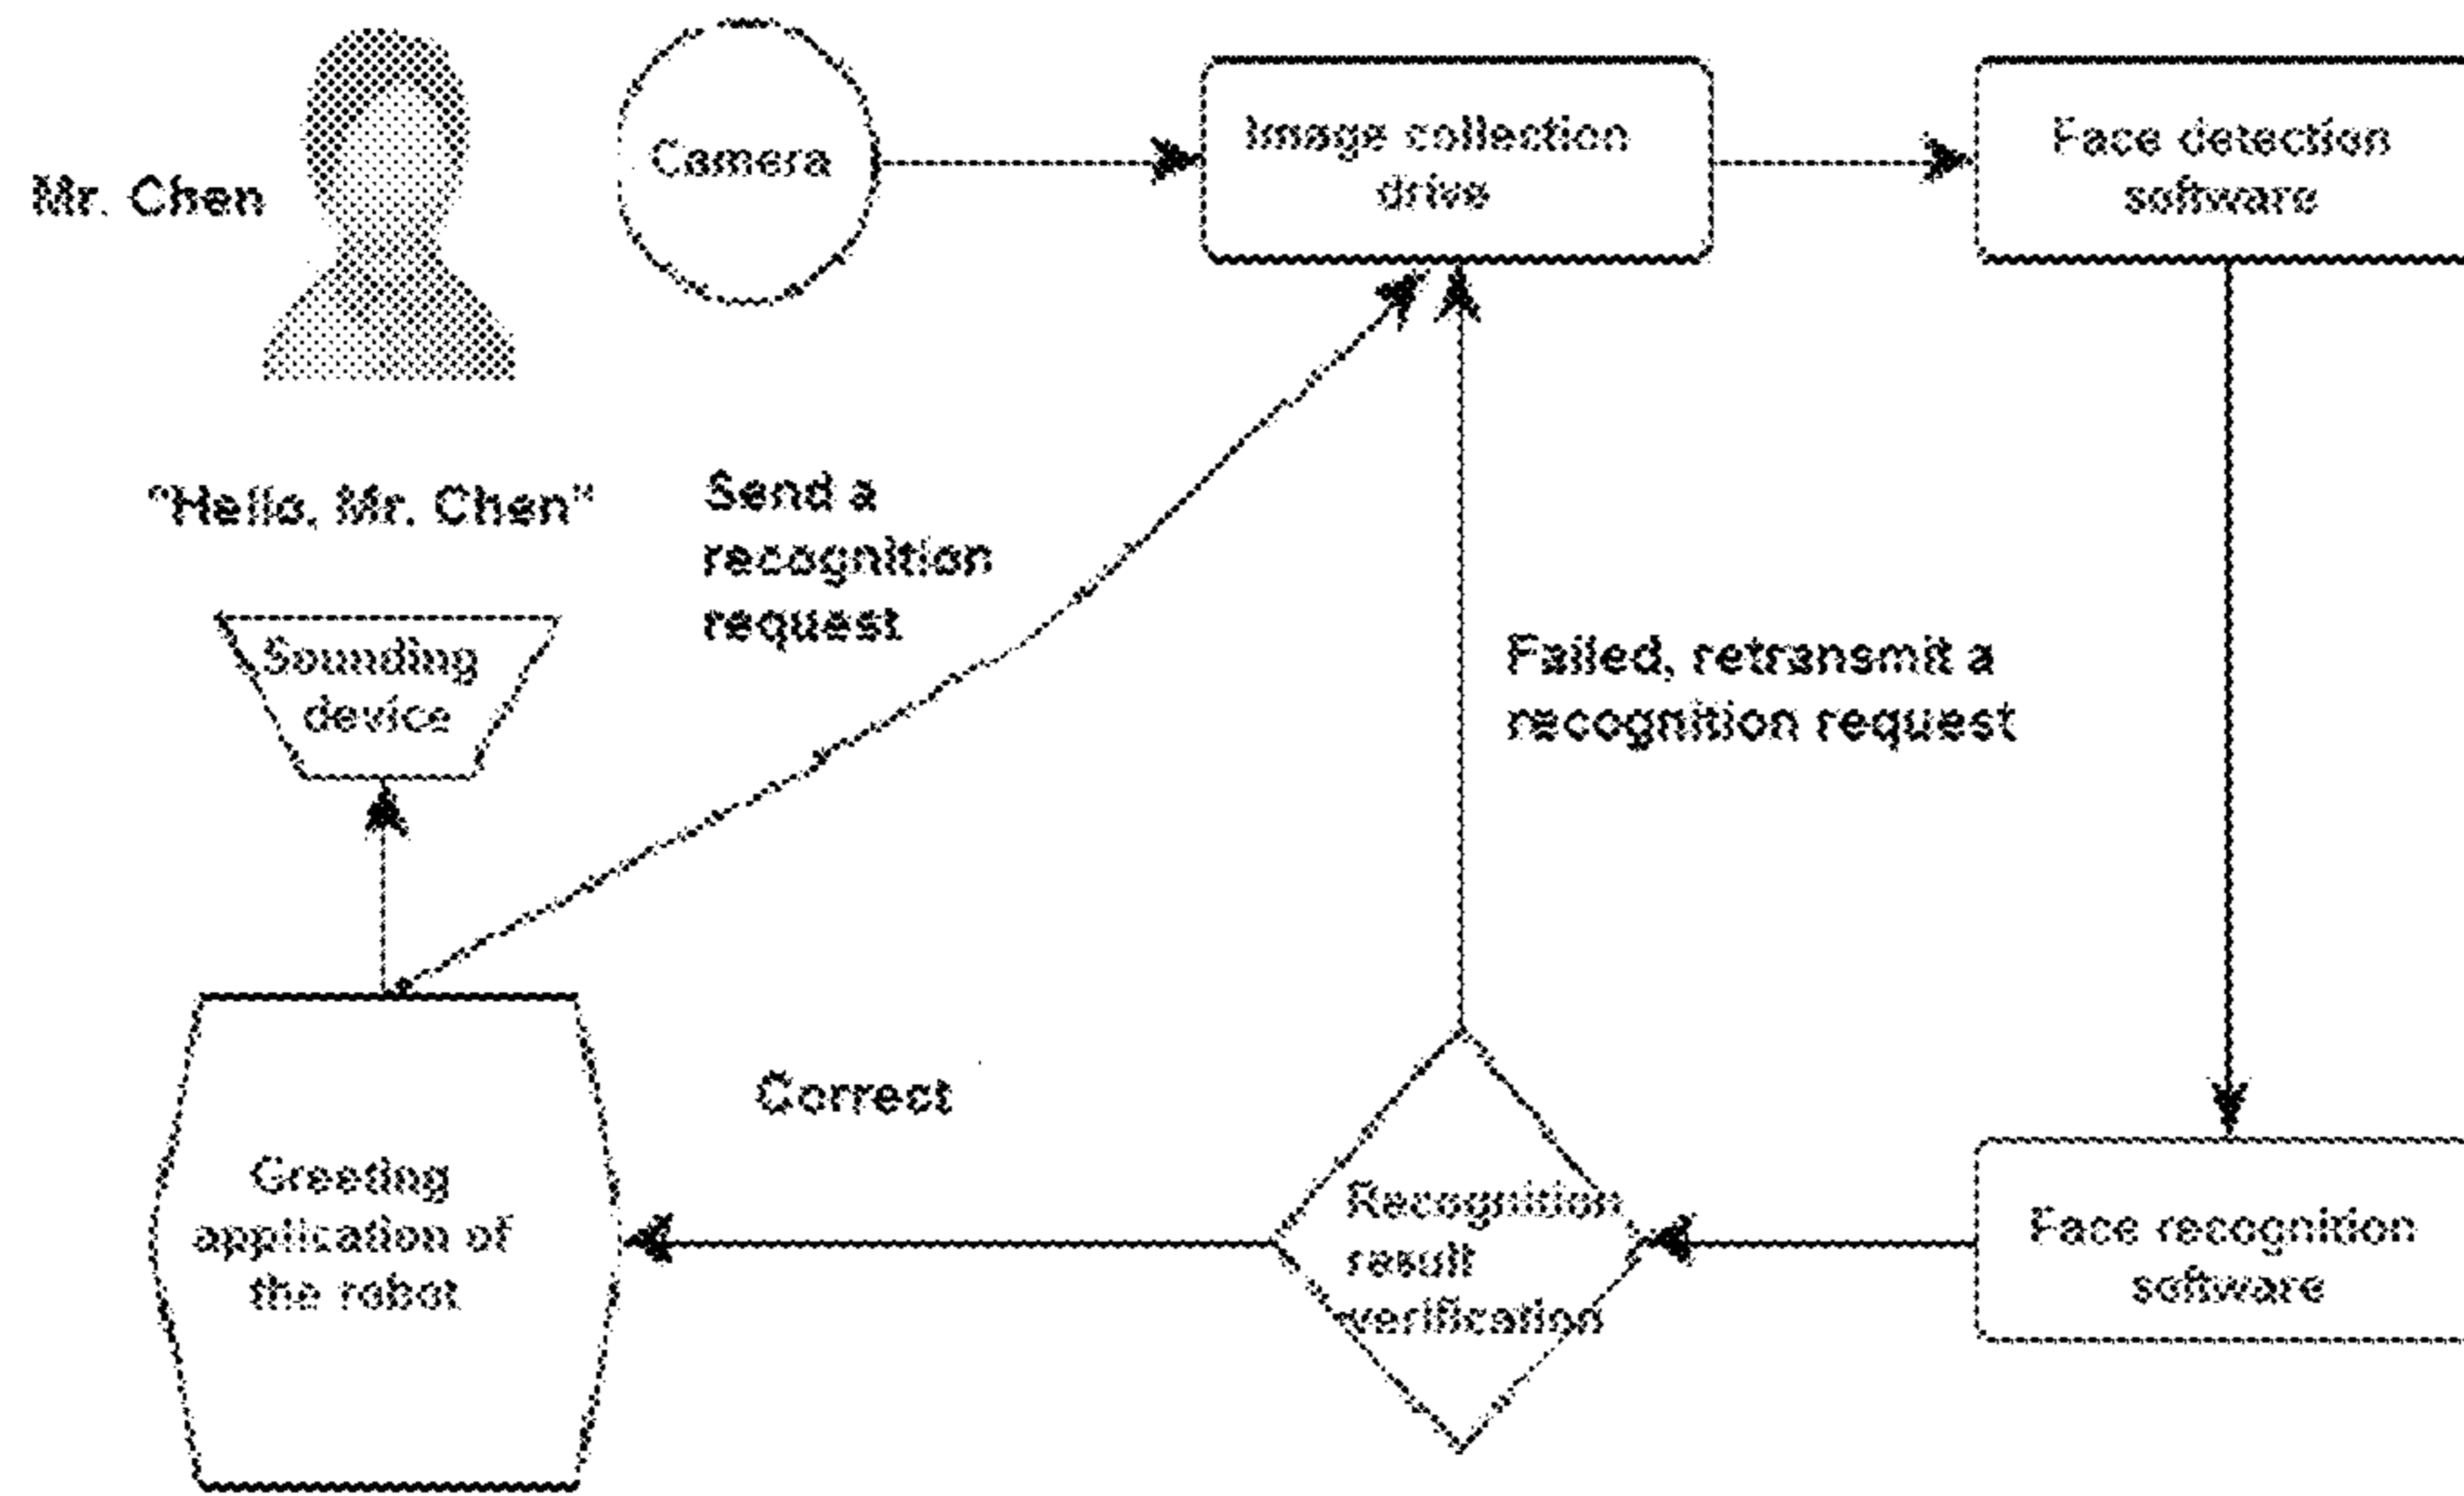 Mr. Chen
Camera
Image collection
drive
Face detection
software
"Hello, Mr. Chen"
Send a
recognition
request
Sounding
device
Failed, retransmit a
recognition request
Correct
Greeting
application of
the robot
Recognition
result
verification
Face recognition
software